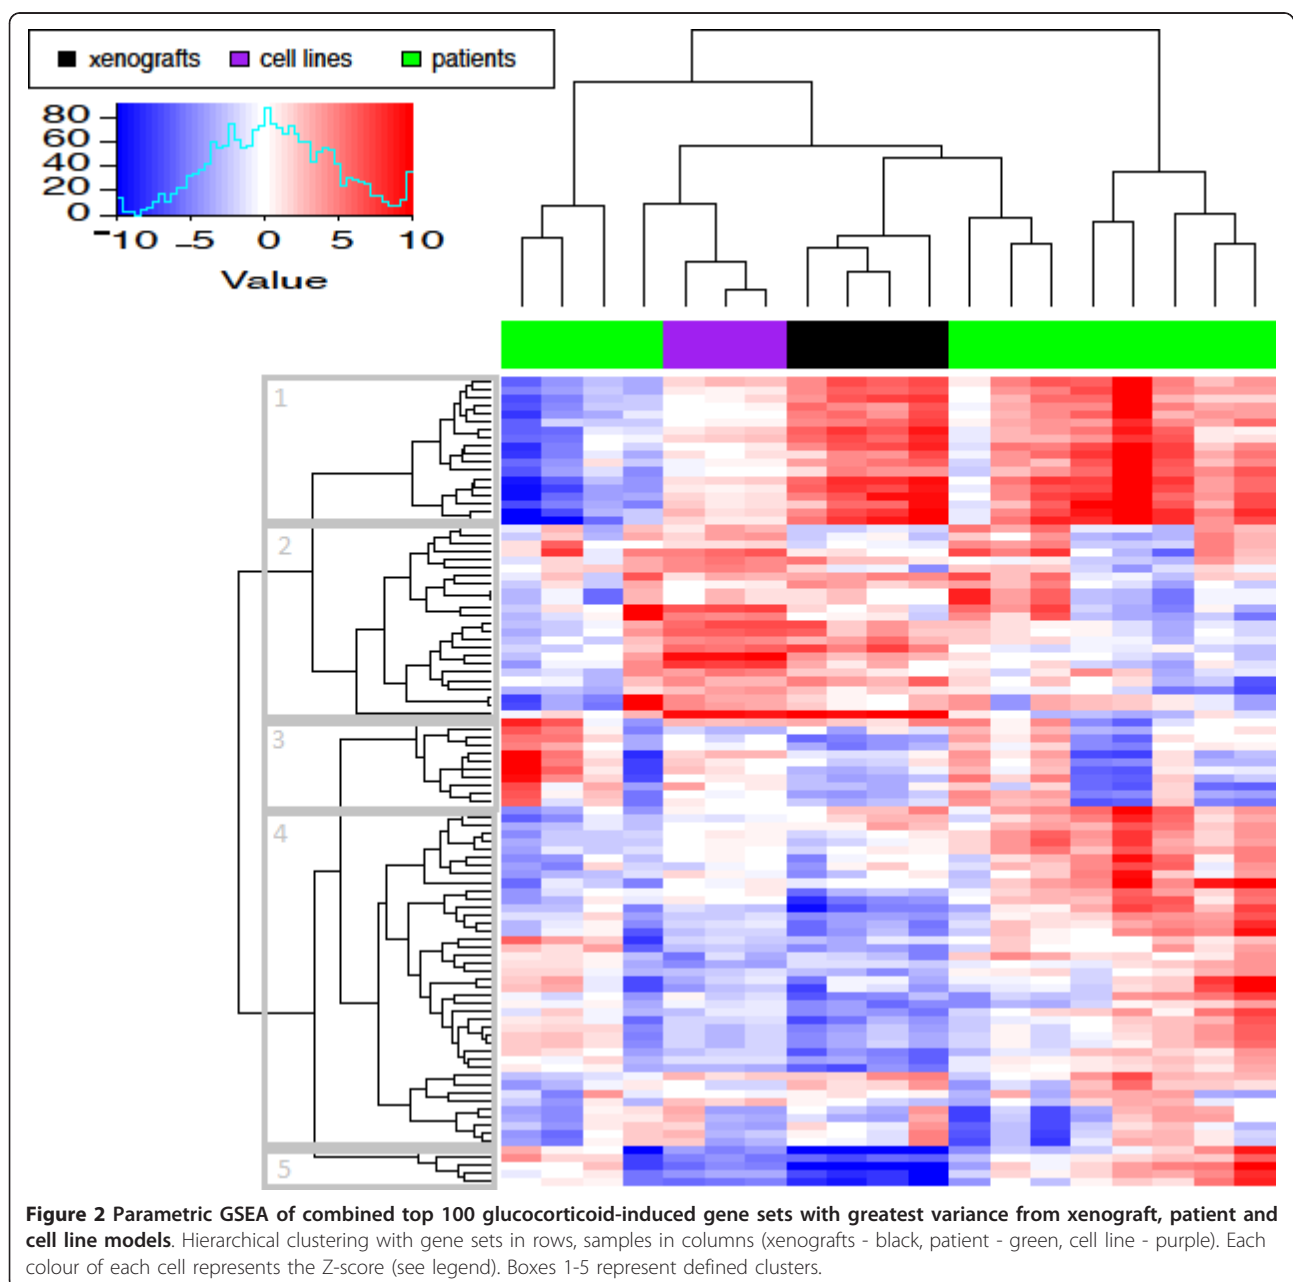 xenografts cell lines patients
80
60
40
20
0
-10 -5 0 5 10
Value
1
2
3
4
5
Figure 2 Parametric GSEA of combined top 100 glucocorticoid-induced gene sets with greatest variance from xenograft, patient and
cell line models. Hierarchical clustering with gene sets in rows, samples in columns (xenografts - black, patient - green, cell line - purple). Each
colour of each cell represents the Z-score (see legend). Boxes 1-5 represent defined clusters.